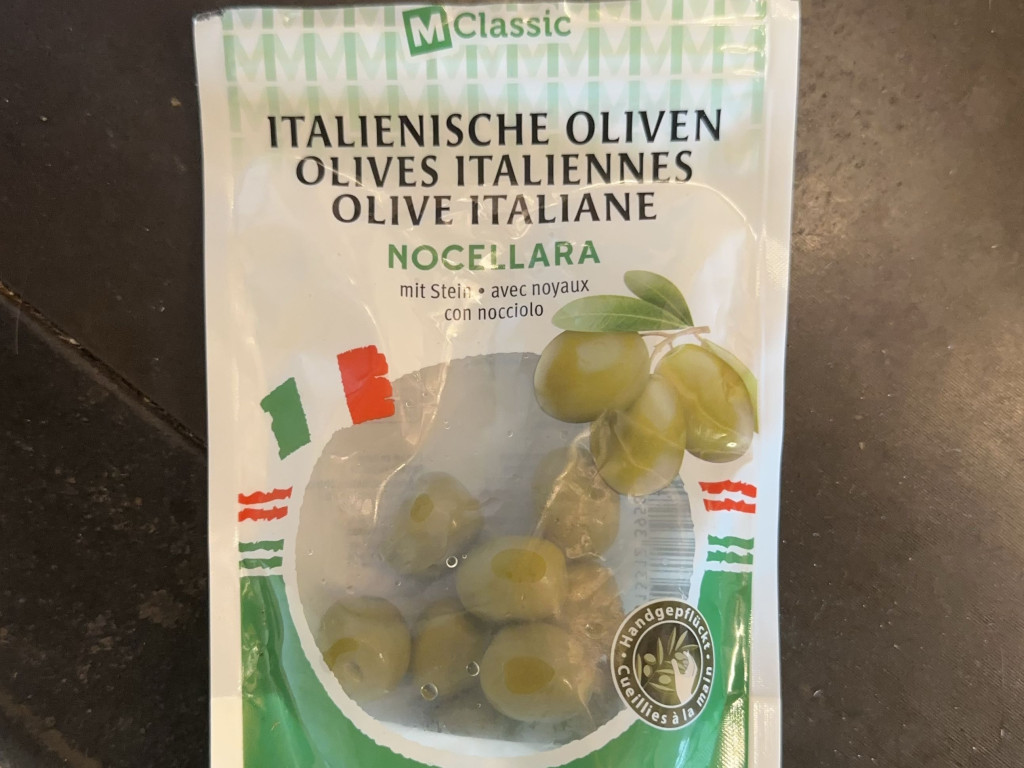 M Classic
ITALIENISCHE OLIVEN
OLIVES ITALIENNES
OLIVE ITALIANE
NOCELLARA
mit Stein • avec noyaux
con nocciolo
• Handgepflückt •
Cueillies à la main